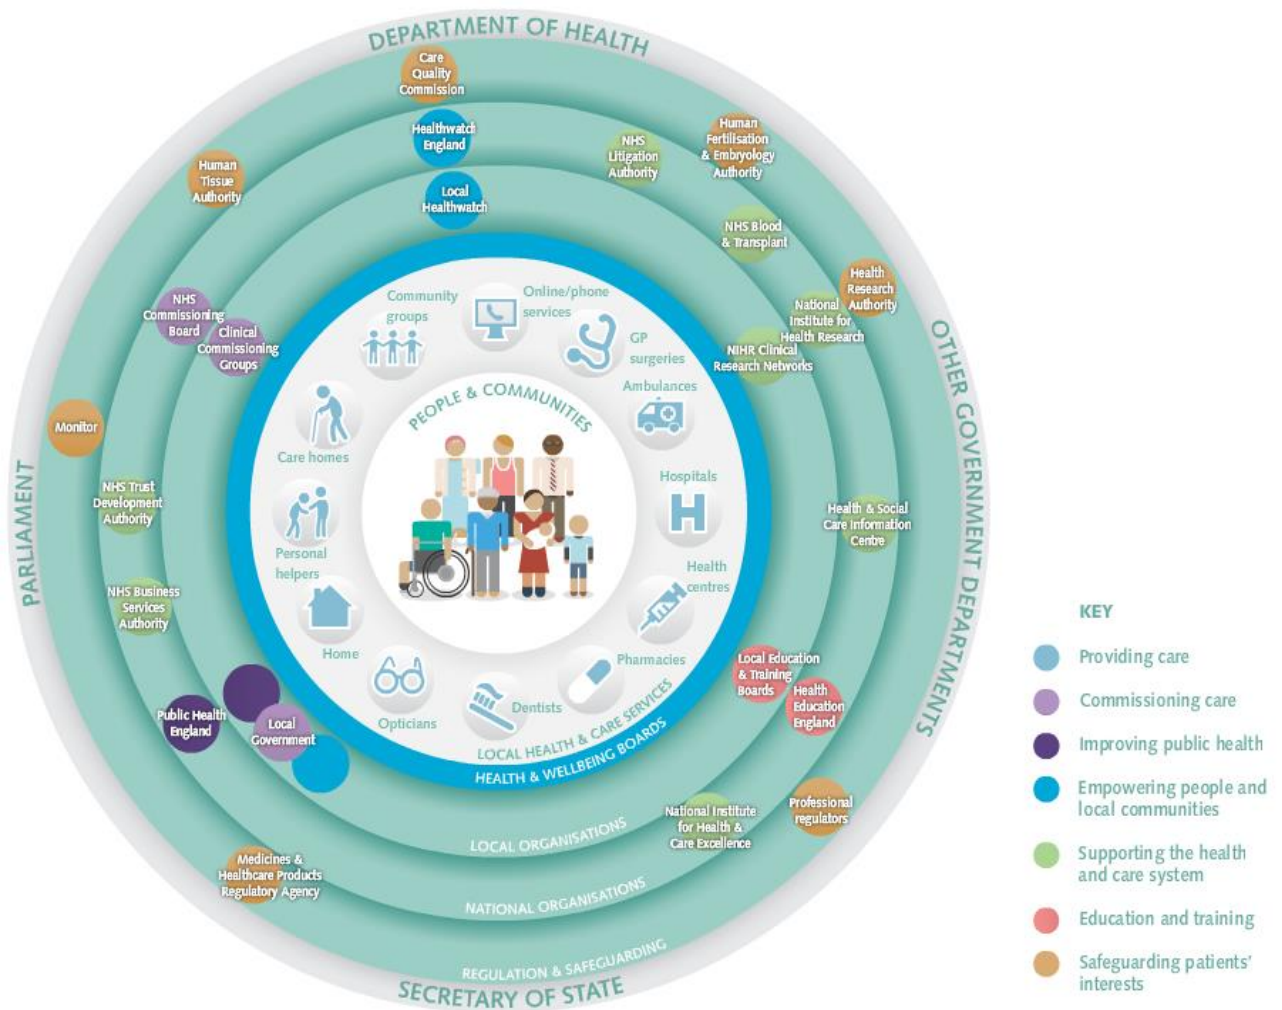 DEPARTMENT OF HEALTH
Care
Quality
Commission
Healthwatch
England
Local
Healthwatch
NHS
Litigation
Authority
Human
Fertilisation
& Embryology
Authority
Human
Tissue
Authority
NHS Blood
& Transplant
Health
Research
Authority
National
Institute for
Health Research
NIHR Clinical
Research Networks
NHS
Commissioning
Board
Clinical
Commissioning
Groups
Monitor
NHS Trust
Development
Authority
NHS Business
Services
Authority
Health & Social
Care Information
Centre
PARLIAMENT
OTHER GOVERNMENT DEPARTMENTS
Community
groups
Online/phone
services
GP
surgeries
Ambulances
Hospitals
H
Health
centres
Pharmacies
Dentists
Opticians
Home
Personal
helpers
Care homes
PEOPLE & COMMUNITIES
LOCAL HEALTH & CARE SERVICES
HEALTH & WELLBEING BOARDS
Local Education
& Training
Boards
Health
Education
England
Public Health
England
Local
Government
National Institute
for Health &
Care Excellence
Professional
regulators
Medicines &
Healthcare Products
Regulatory Agency
LOCAL ORGANISATIONS
NATIONAL ORGANISATIONS
REGULATION & SAFEGUARDING
SECRETARY OF STATE
KEY
Providing care
Commissioning care
Improving public health
Empowering people and
local communities
Supporting the health
and care system
Education and training
Safeguarding patients'
interests